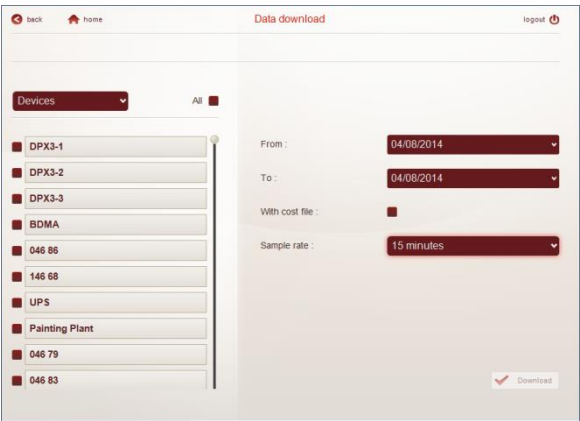 back
home
Data download
logout
Devices
All
DPX3-1
DPX3-2
DPX3-3
BDMA
046 86
146 68
UPS
Painting Plant
046 79
046 83
From :
04/08/2014
To :
04/08/2014
With cost file :
Sample rate :
15 minutes
Download